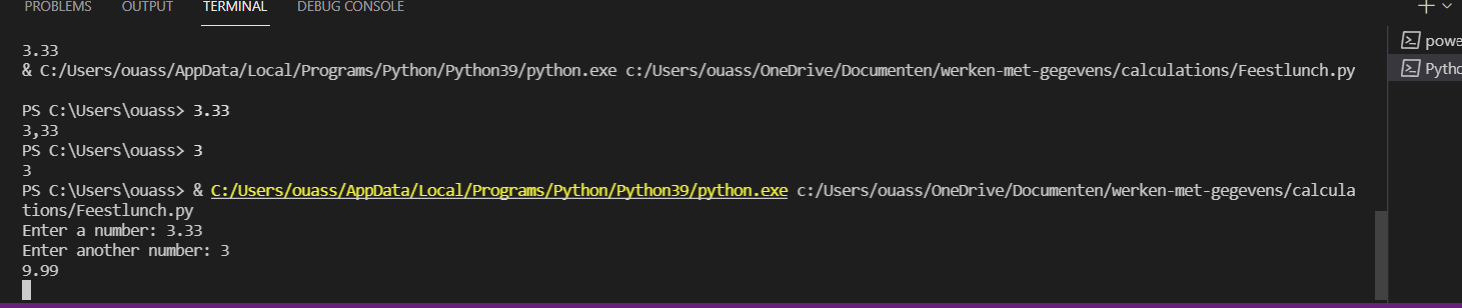 PROBLEMS OUTPUT TERMINAL DEBUG CONSOLE
3.33
& C:/Users/ouass/AppData/Local/Programs/Python/Python39/python.exe c:/Users/ouass/OneDrive/Documenten/werken-met-gegevens/calculations/Feestlunch.py
PS C:\Users\ouass> 3.33
3,33
PS C:\Users\ouass> 3
3
PS C:\Users\ouass> & C:/Users/ouass/AppData/Local/Programs/Python/Python39/python.exe c:/Users/ouass/OneDrive/Documenten/werken-met-gegevens/calcula
tions/Feestlunch.py
Enter a number: 3.33
Enter another number: 3
9.99
powe
Pytho